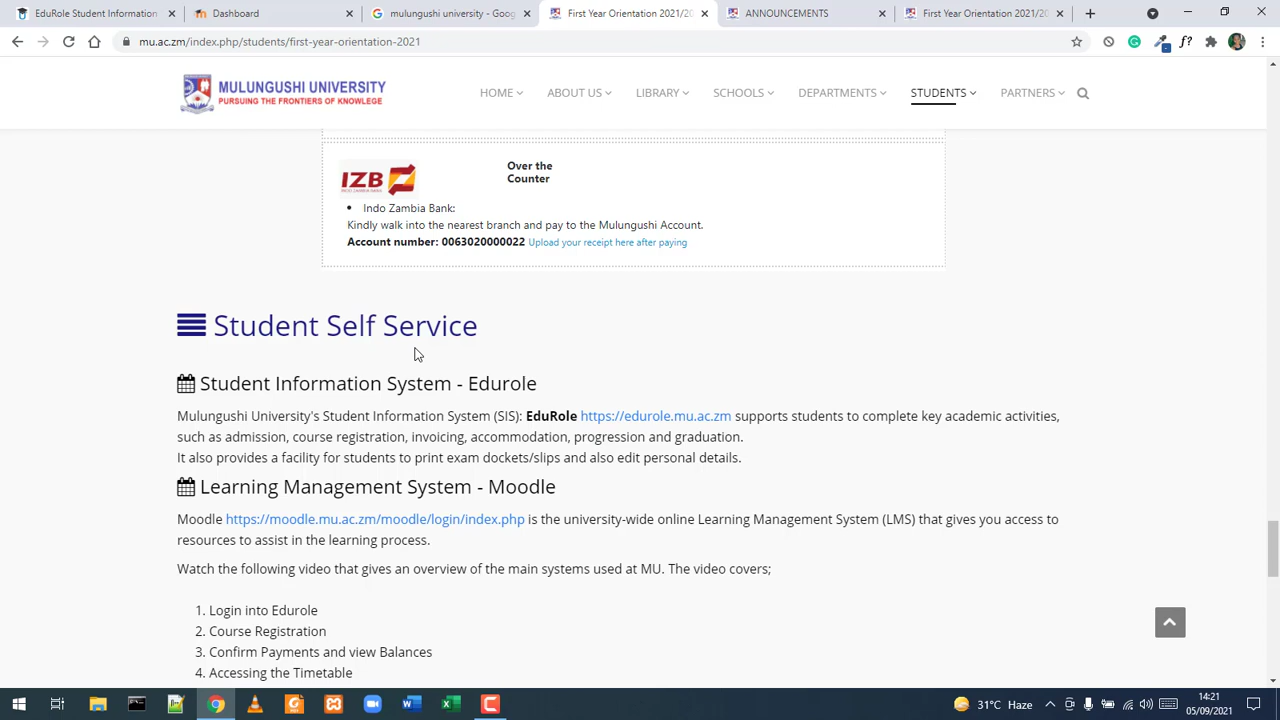 EduRole Student Information
Dashboard
mulungushi university - Goog
First Year Orientation 2021/20
ANNOUNCEMENTS
First Year Orientation 2021/20
mu.ac.zm/index.php/students/first-year-orientation-2021
MULUNGUSHI UNIVERSITY
PURSUING THE FRONTIERS OF KNOWLEGE
HOME
ABOUT US
LIBRARY
SCHOOLS
DEPARTMENTS
STUDENTS
PARTNERS
IZB
Over the
Counter
• Indo Zambia Bank:
Kindly walk into the nearest branch and pay to the Mulungushi Account.
Account number: 0063020000022 Upload your receipt here after paying
Student Self Service
Student Information System - Edurole
Mulungushi University's Student Information System (SIS): EduRole https://edurole.mu.ac.zm supports students to complete key academic activities,
such as admission, course registration, invoicing, accommodation, progression and graduation.
It also provides a facility for students to print exam dockets/slips and also edit personal details.
Learning Management System - Moodle
Moodle https://moodle.mu.ac.zm/moodle/login/index.php is the university-wide online Learning Management System (LMS) that gives you access to
resources to assist in the learning process.
Watch the following video that gives an overview of the main systems used at MU. The video covers;
1. Login into Edurole
2. Course Registration
3. Confirm Payments and view Balances
4. Accessing the Timetable
31°C Haze
14:21
05/09/2021